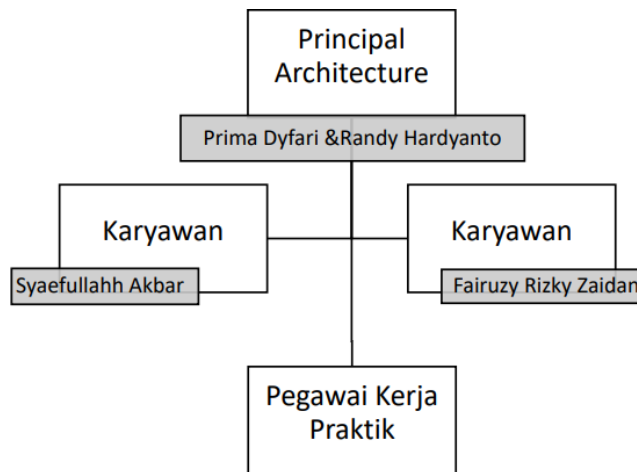 Principal
Architecture
Prima Dyfari &Randy Hardyanto
Karyawan
Syaefullahh Akbar
Karyawan
Fairuzy Rizky Zaidan
Pegawai Kerja
Praktik